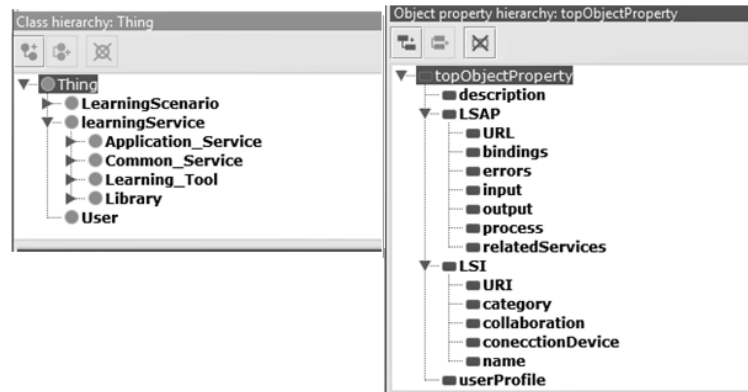 Class hierarchy: Thing
Thing
LearningScenario
learningService
Application_Service
Common_Service
Learning_Tool
Library
User
Object property hierarchy: topObjectProperty
topObjectProperty
description
LSAP
URL
bindings
errors
input
output
process
relatedServices
LSI
URI
category
collaboration
conecctionDevice
name
userProfile